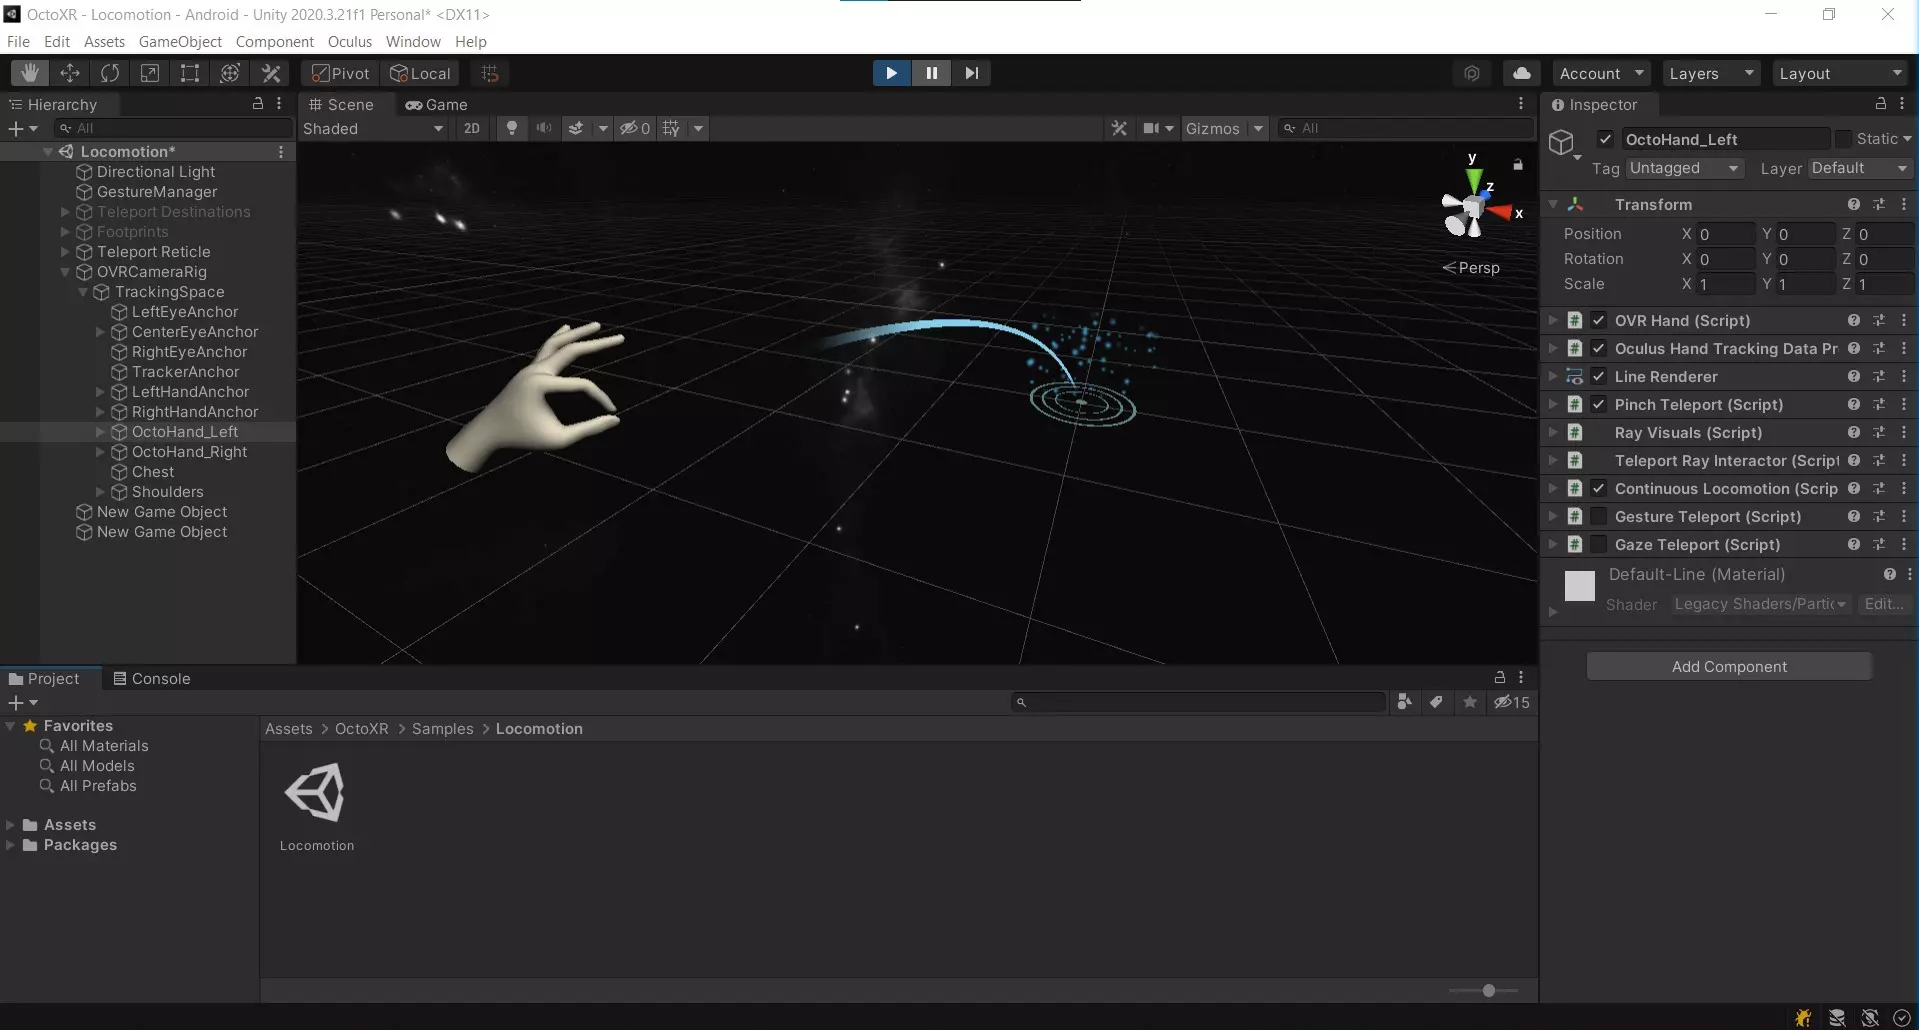 OctoXR - Locomotion - Android - Unity 2020.3.21f1 Personal* <DX11>
File Edit Assets GameObject Component Oculus Window Help
Pivot Local Account Layers Layout
Hierarchy
All
Locomotion*
Directional Light
GestureManager
Teleport Destinations
Footprints
Teleport Reticle
OVRCameraRig
TrackingSpace
LeftEyeAnchor
CenterEyeAnchor
RightEyeAnchor
TrackerAnchor
LeftHandAnchor
RightHandAnchor
OctoHand_Left
OctoHand_Right
Chest
Shoulders
New Game Object
New Game Object
Scene Game
Shaded 2D 0 Gizmos All
y
z
x
Persp
Inspector
OctoHand_Left Static
Tag Untagged Layer Default
Transform
Position X 0 Y 0 Z 0
Rotation X 0 Y 0 Z 0
Scale X 1 Y 1 Z 1
OVR Hand (Script)
Oculus Hand Tracking Data Pr
Line Renderer
Pinch Teleport (Script)
Ray Visuals (Script)
Teleport Ray Interactor (Script
Continuous Locomotion (Scrip
Gesture Teleport (Script)
Gaze Teleport (Script)
Default-Line (Material)
Shader Legacy Shaders/Partic Edit...
Add Component
Project Console
15
Favorites
All Materials
All Models
All Prefabs
Assets
Packages
Assets > OctoXR > Samples > Locomotion
Locomotion